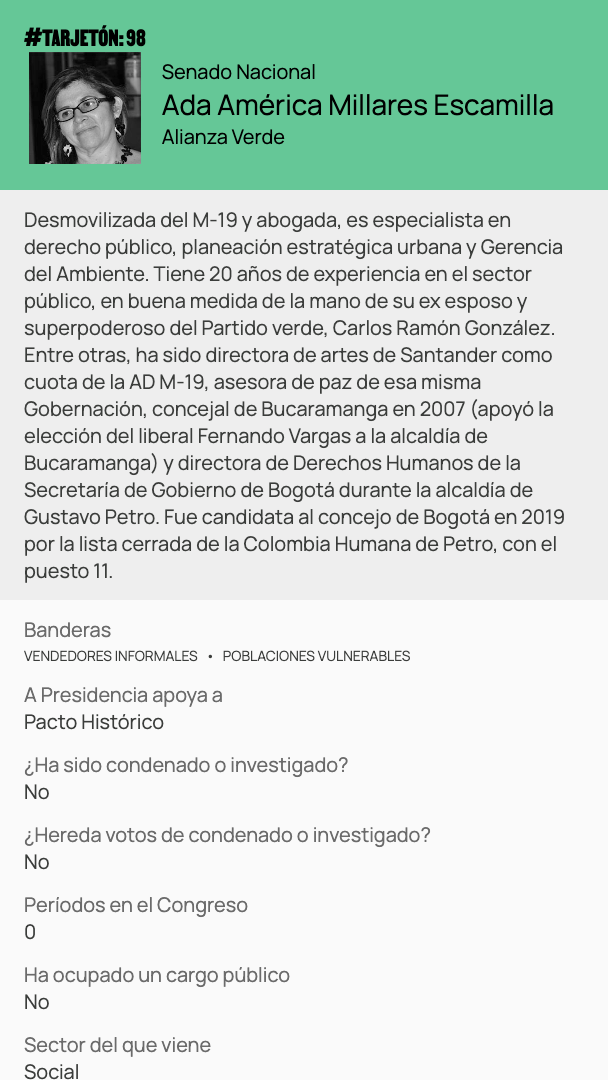 #TARJETÓN: 98
Senado Nacional
Ada América Millares Escamilla
Alianza Verde
Desmovilizada del M-19 y abogada, es especialista en
derecho público, planeación estratégica urbana y Gerencia
del Ambiente. Tiene 20 años de experiencia en el sector
público, en buena medida de la mano de su ex esposo y
superpoderoso del Partido verde, Carlos Ramón González.
Entre otras, ha sido directora de artes de Santander como
cuota de la AD M-19, asesora de paz de esa misma
Gobernación, concejal de Bucaramanga en 2007 (apoyó la
elección del liberal Fernando Vargas a la alcaldía de
Bucaramanga) y directora de Derechos Humanos de la
Secretaría de Gobierno de Bogotá durante la alcaldía de
Gustavo Petro. Fue candidata al concejo de Bogotá en 2019
por la lista cerrada de la Colombia Humana de Petro, con el
puesto 11.
Banderas
VENDEDORES INFORMALES • POBLACIONES VULNERABLES
A Presidencia apoya a
Pacto Histórico
¿Ha sido condenado o investigado?
No
¿Hereda votos de condenado o investigado?
No
Períodos en el Congreso
0
Ha ocupado un cargo público
No
Sector del que viene
Social